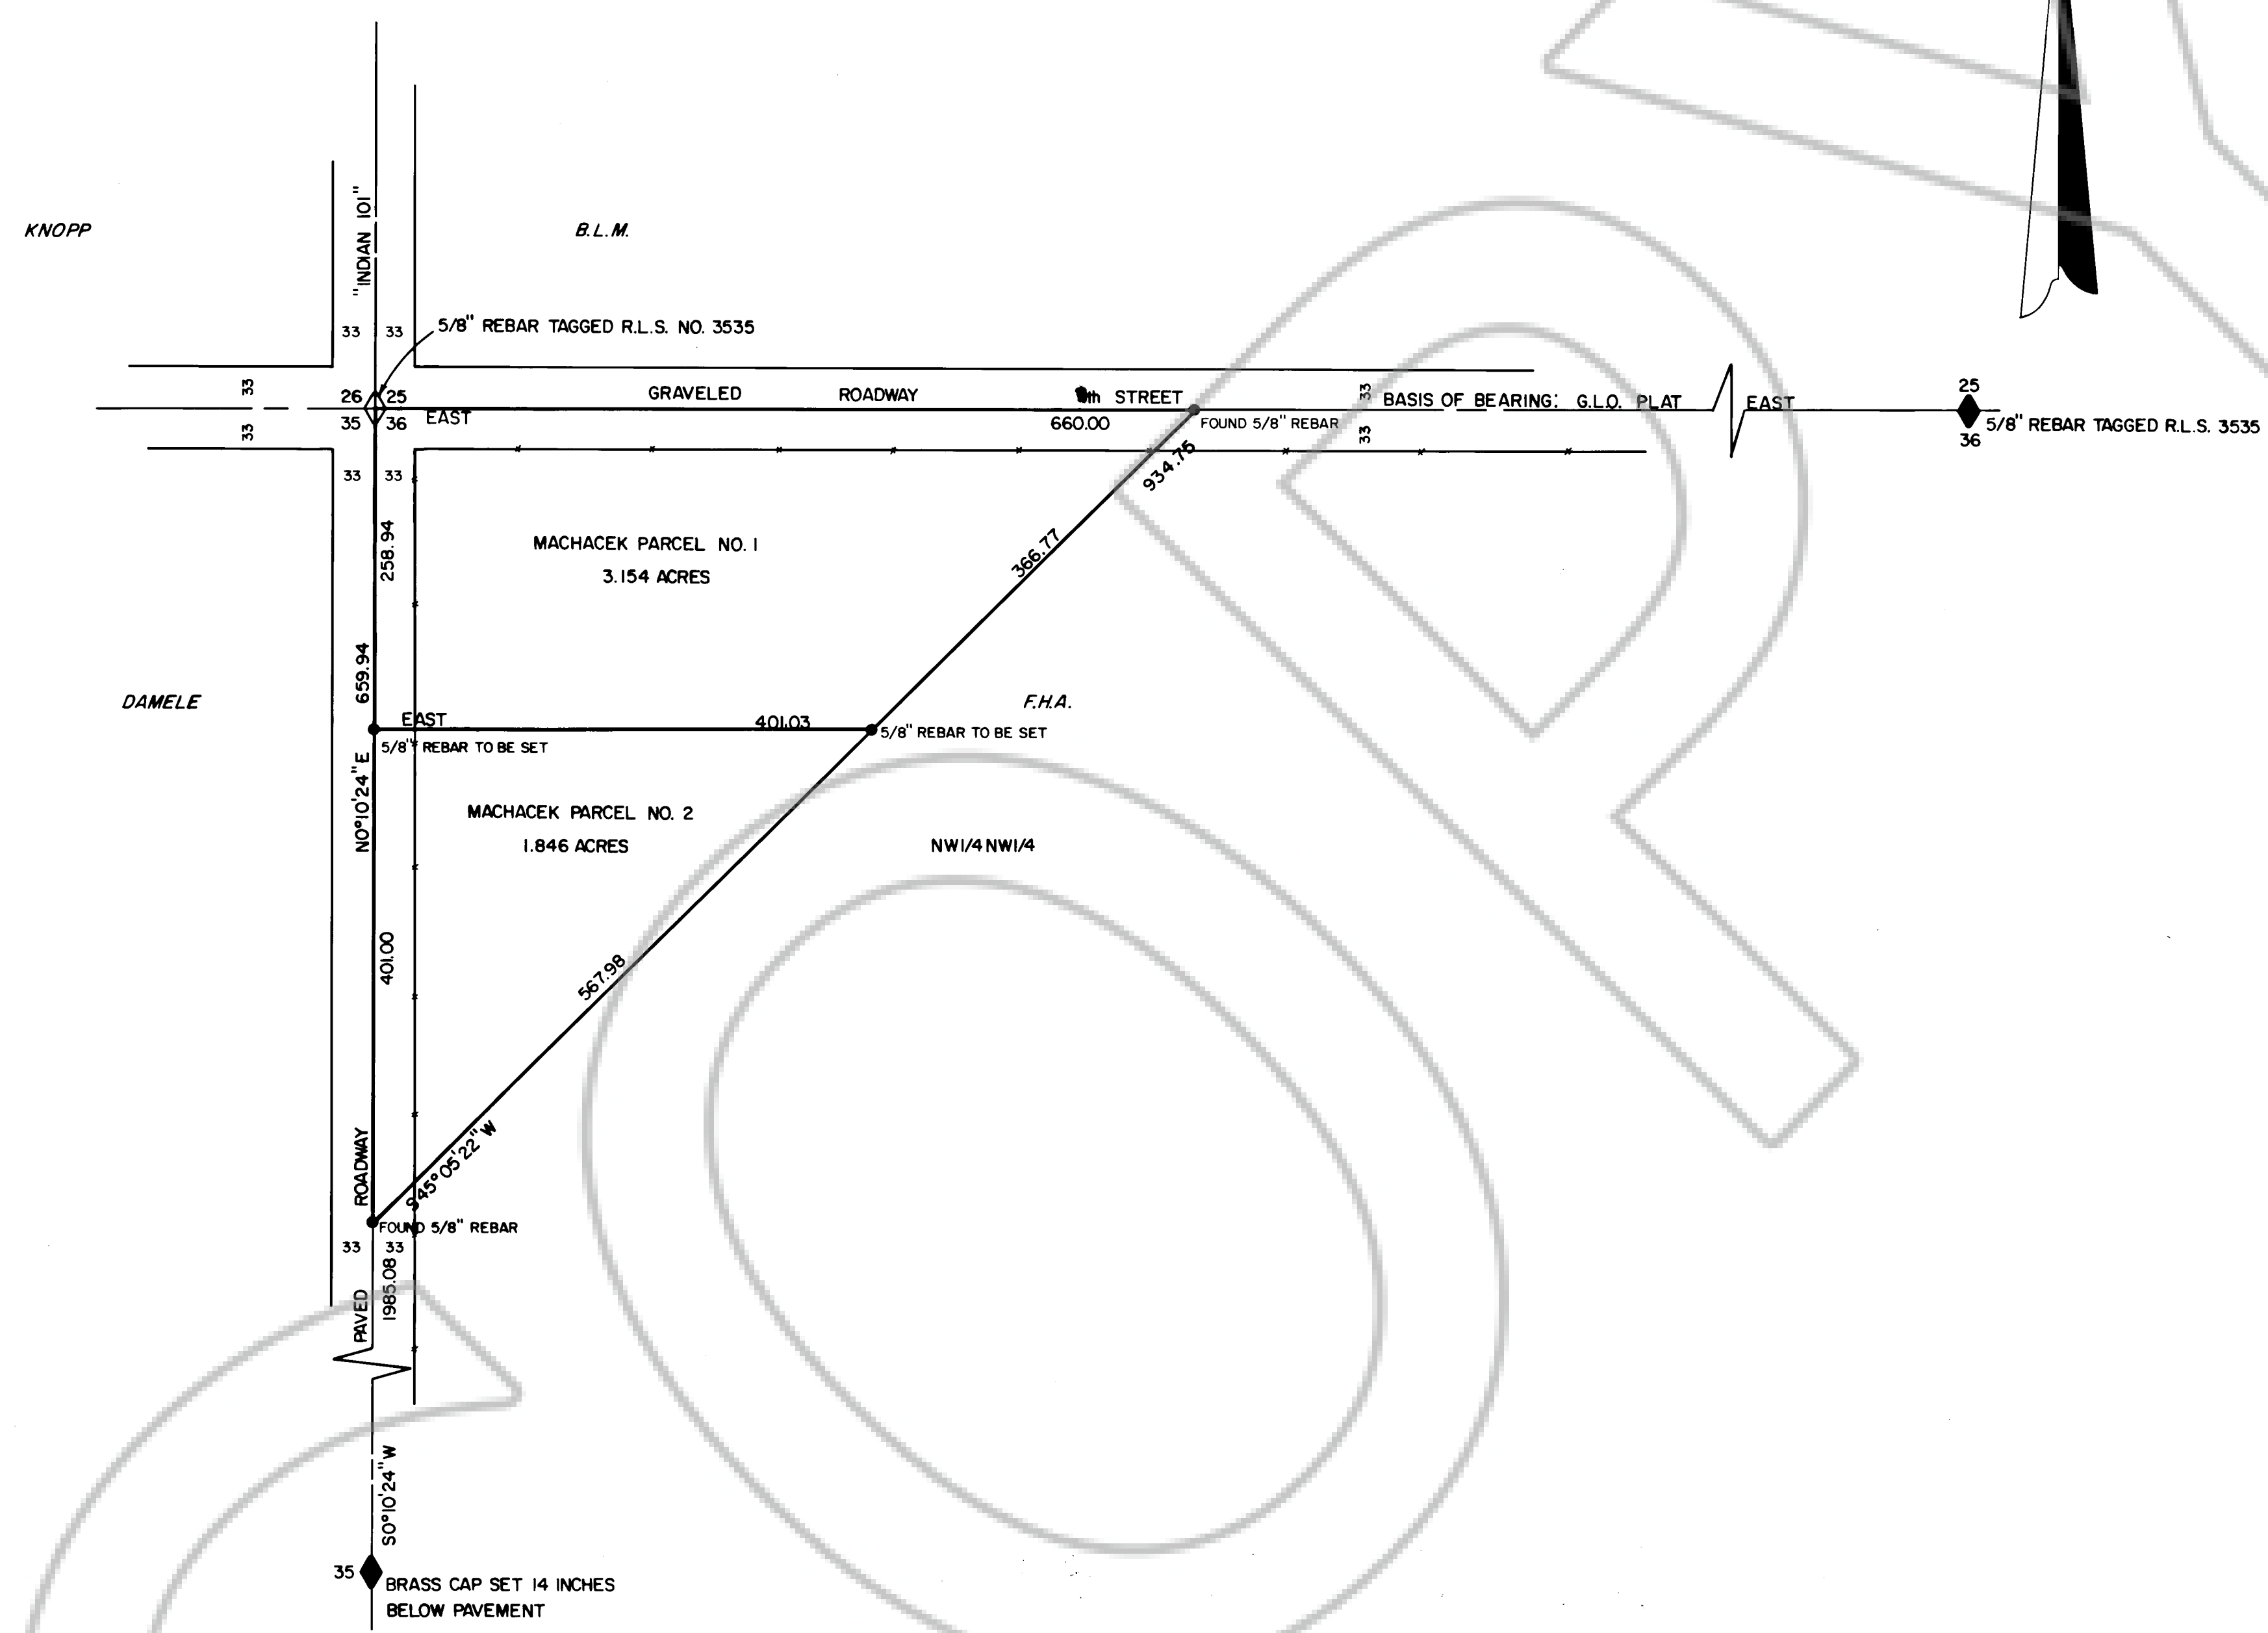 KNOPP
"INDIAN 101"
B.L.M.
33 33
5/8" REBAR TAGGED R.L.S. NO. 3535
33
26 25
GRAVELED ROADWAY
STREET
33
BASIS OF BEARING: G.L.O. PLAT
EAST
25
35 36
EAST
660.00
FOUND 5/8" REBAR
33
36
5/8" REBAR TAGGED R.L.S. 3535
33
33 33
934.75
258.94
MACHACEK PARCEL NO. 1
3.154 ACRES
366.77
659.94
DAMELE
F.H.A.
EAST
401.03
5/8" REBAR TO BE SET
5/8" REBAR TO BE SET
N0°10'24"E
MACHACEK PARCEL NO. 2
1.846 ACRES
NW1/4NW1/4
401.00
567.98
S45°05'22"W
PAVED ROADWAY
FOUND 5/8" REBAR
33 33
1985.08
S0°10'24"W
35
BRASS CAP SET 14 INCHES
BELOW PAVEMENT